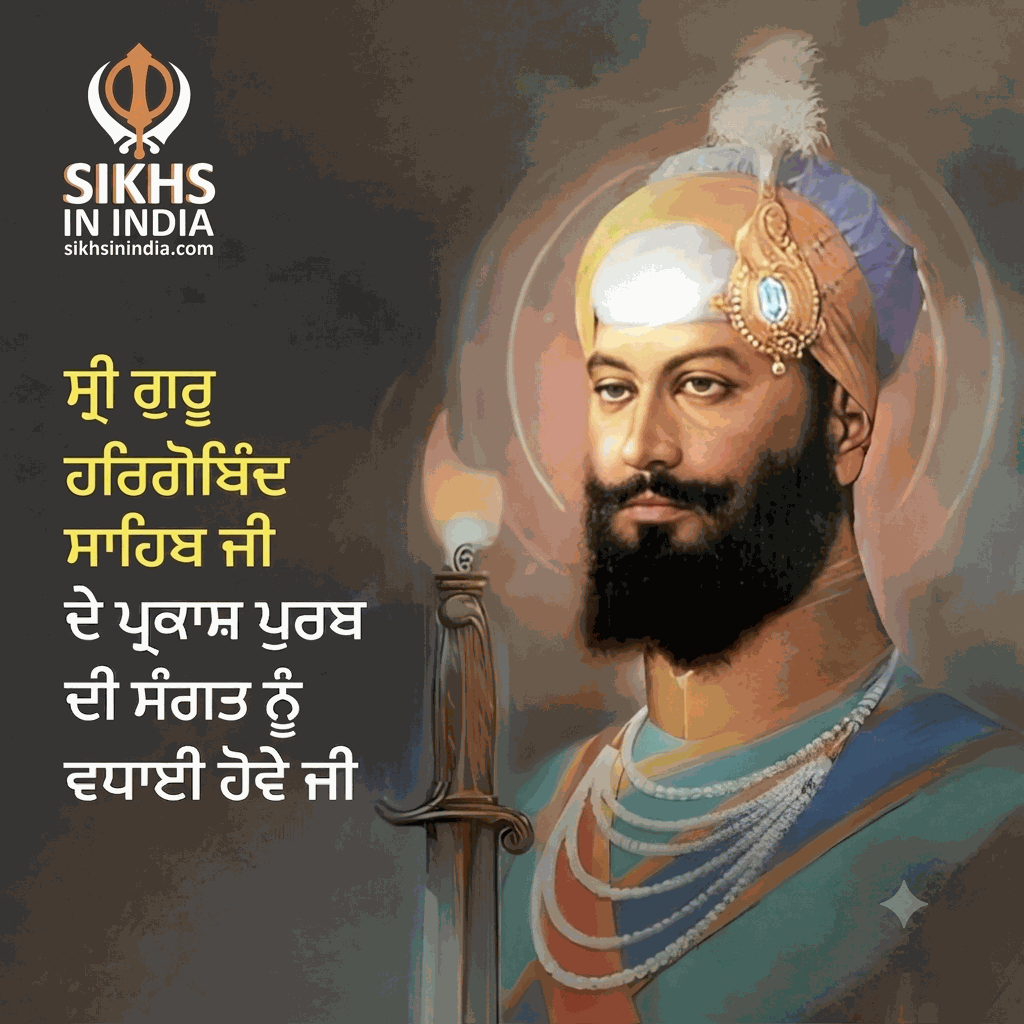 SIKHS
IN INDIA
sikhsinindia.com
ਸ੍ਰੀ ਗੁਰੂ
ਹਰਿਗੋਬਿੰਦ
ਸਾਹਿਬ ਜੀ
ਦੇ ਪ੍ਰਕਾਸ਼ ਪੁਰਬ
ਦੀ ਸੰਗਤ ਨੂੰ
ਵਧਾਈ ਹੋਵੇ ਜੀ